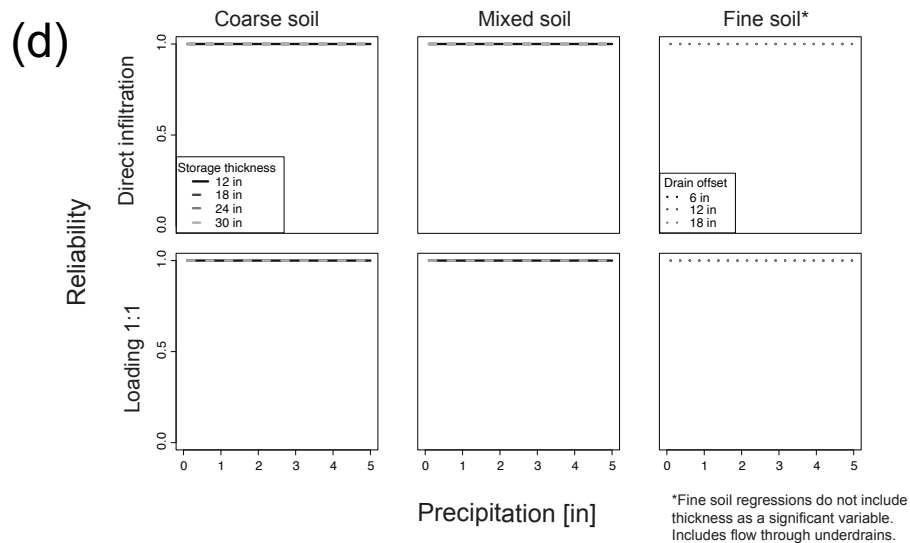 (d)
Coarse soil
Mixed soil
Fine soil*
Reliability
Direct infiltration
1.0
0.5
0.0
Storage thickness
12 in
18 in
24 in
30 in
Drain offset
6 in
12 in
18 in
Loading 1:1
1.0
0.5
0.0
0 1 2 3 4 5
0 1 2 3 4 5
0 1 2 3 4 5
Precipitation [in]
*Fine soil regressions do not include
thickness as a significant variable.
Includes flow through underdrains.